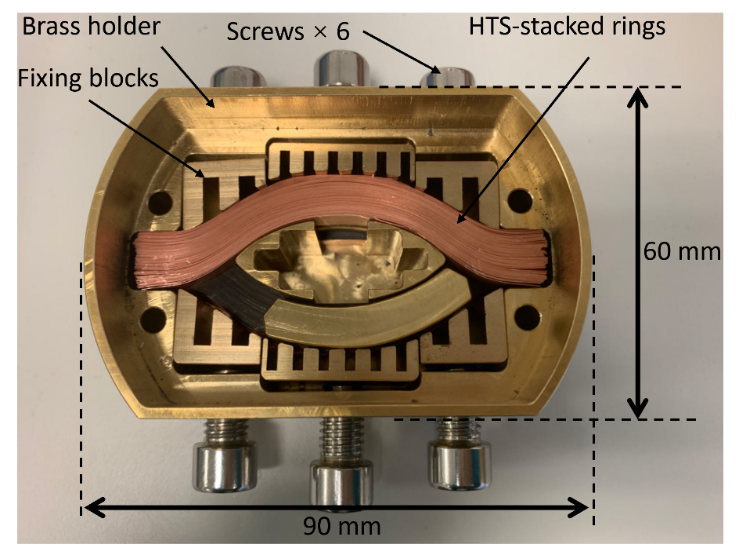 Brass holder
Screws × 6
HTS-stacked rings
Fixing blocks
60 mm
90 mm